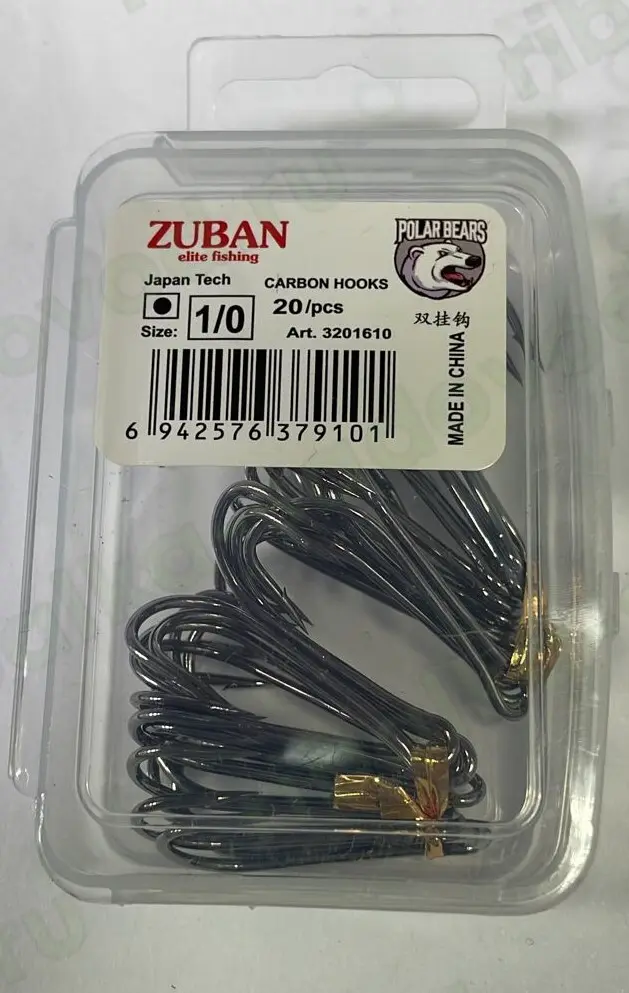 ZUBAN
elite fishing
POLAR BEARS
Japan Tech
CARBON HOOKS
20/pcs
Size: 1/0
Art. 3201610
双挂钩
MADE IN CHINA
6 942576 379101